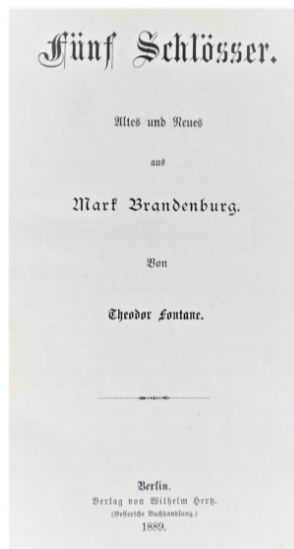 Fünf Schlösser.
Altes und Neues
aus
Mark Brandenburg.
Von
Theodor Fontane.
Berlin.
Verlag von Wilhelm Hertz.
(Bessersche Buchhandlung.)
1889.